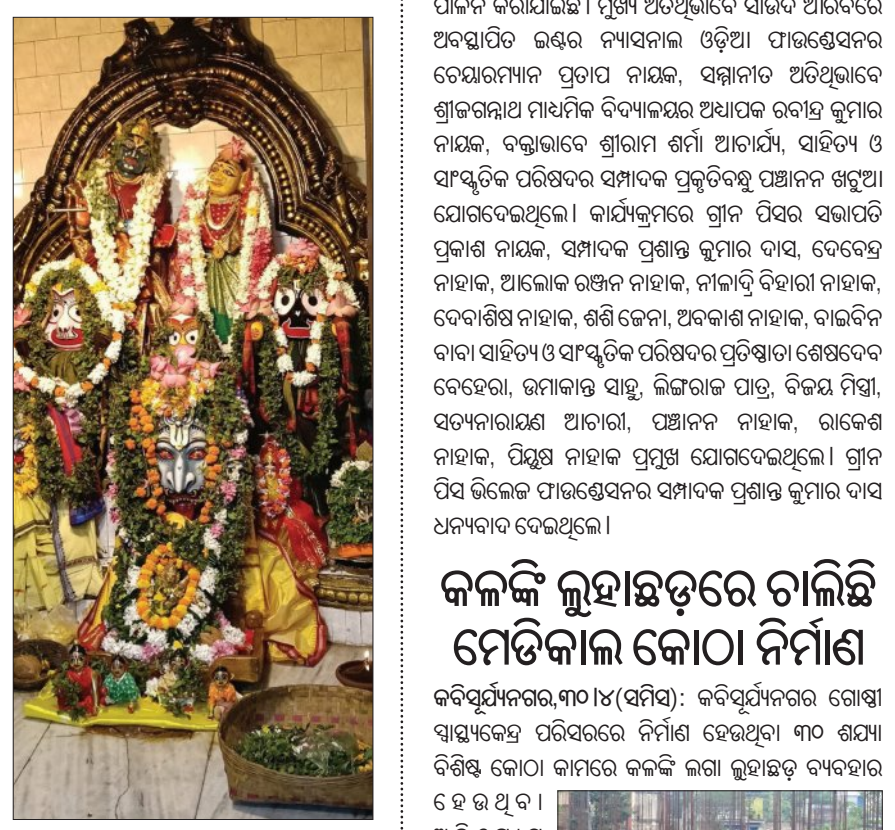 ପାଳନ କରାଯାଇଛି। ମୁଖ୍ୟ ଅତିଥିଭାବେ ସାଉଦି ଆରବରେ
ଅବସ୍ଥାପିତ ଇଣ୍ଟର ନ୍ୟାସନାଲ ଓଡ଼ିଆ ଫାଉଣ୍ଡେସନର
ଚେୟାରମ୍ୟାନ ପ୍ରତାପ ନାୟକ, ସମ୍ମାନୀତ ଅତିଥିଭାବେ
ଶ୍ରୀଜଗନ୍ନାଥ ମାଧ୍ୟମିକ ବିଦ୍ୟାଳୟର ଅଧ୍ୟାପକ ରବୀନ୍ଦ୍ର କୁମାର
ନାୟକ, ବକ୍ତାଭାବେ ଶ୍ରୀରାମ ଶର୍ମା ଆଚାର୍ଯ୍ୟ, ସାହିତ୍ୟ ଓ
ସାଂସ୍କୃତିକ ପରିଷଦର ସମ୍ପାଦକ ପ୍ରକୃତିବନ୍ଧୁ ପଞ୍ଚାନନ ଖଟୁଆ
ଯୋଗଦେଇଥିଲେ। କାର୍ଯ୍ୟକ୍ରମରେ ଗ୍ରୀନ ପିସର ସଭାପତି
ପ୍ରକାଶ ନାୟକ, ସମ୍ପାଦକ ପ୍ରଶାନ୍ତ କୁମାର ଦାସ, ଦେବେନ୍ଦ୍ର
ନାହାକ, ଆଲୋକ ରଞ୍ଜନ ନାହାକ, ନୀଳାଦ୍ରି ବିହାରୀ ନାହାକ,
ଦେବାଶିଷ ନାହାକ, ଶଶି ଜେନା, ଅବକାଶ ନାହାକ, ବାଇବିନ
ବାବା ସାହିତ୍ୟ ଓ ସାଂସ୍କୃତିକ ପରିଷଦର ପ୍ରତିଷ୍ଠାତା ଶେଷଦେବ
ବେହେରା, ଉମାକାନ୍ତ ସାହୁ, ଲିଙ୍ଗରାଜ ପାତ୍ର, ବିଜୟ ମିସ୍ତ୍ରୀ,
ସତ୍ୟନାରାୟଣ ଆଚାରୀ, ପଞ୍ଚାନନ ନାହାକ, ରାକେଶ
ନାହାକ, ପିୟୂଷ ନାହାକ ପ୍ରମୁଖ ଯୋଗଦେଇଥିଲେ। ଗ୍ରୀନ
ପିସ ଭିଲେଜ ଫାଉଣ୍ଡେସନର ସମ୍ପାଦକ ପ୍ରଶାନ୍ତ କୁମାର ଦାସ
ଧନ୍ୟବାଦ ଦେଇଥିଲେ।
କଳଙ୍କି ଲୁହାଛଡ଼ରେ ଚାଲିଛି
ମେଡିକାଲ କୋଠା ନିର୍ମାଣ
କବିସୂର୍ଯ୍ୟନଗର,୩୦।୪(ସମିସ): କବିସୂର୍ଯ୍ୟନଗର ଗୋଷ୍ଠୀ
ସ୍ୱାସ୍ଥ୍ୟକେନ୍ଦ୍ର ପରିସରରେ ନିର୍ମାଣ ହେଉଥିବା ୩୦ ଶଯ୍ୟା
ବିଶିଷ୍ଟ କୋଠା କାମରେ କଳଙ୍କି ଲଗା ଲୁହାଛଡ଼ ବ୍ୟବହାର
ହେଉଥିବା